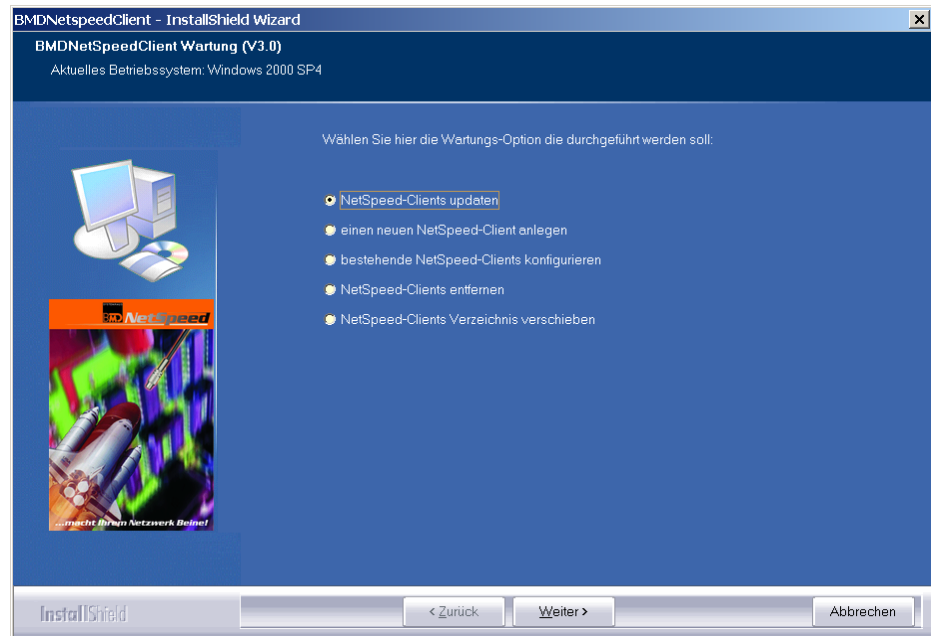 BMDNetspeedClient - InstallShield Wizard
BMDNetSpeedClient Wartung (V3.0)
Aktuelles Betriebssystem: Windows 2000 SP4
Wählen Sie hier die Wartungs-Option die durchgeführt werden soll:
NetSpeed-Clients updaten
einen neuen NetSpeed-Client anlegen
bestehende NetSpeed-Clients konfigurieren
NetSpeed-Clients entfernen
NetSpeed-Clients Verzeichnis verschieben
BMD NetSpeed
...macht Ihrem Netzwerk Beine!
InstallShield
< Zurück
Weiter >
Abbrechen